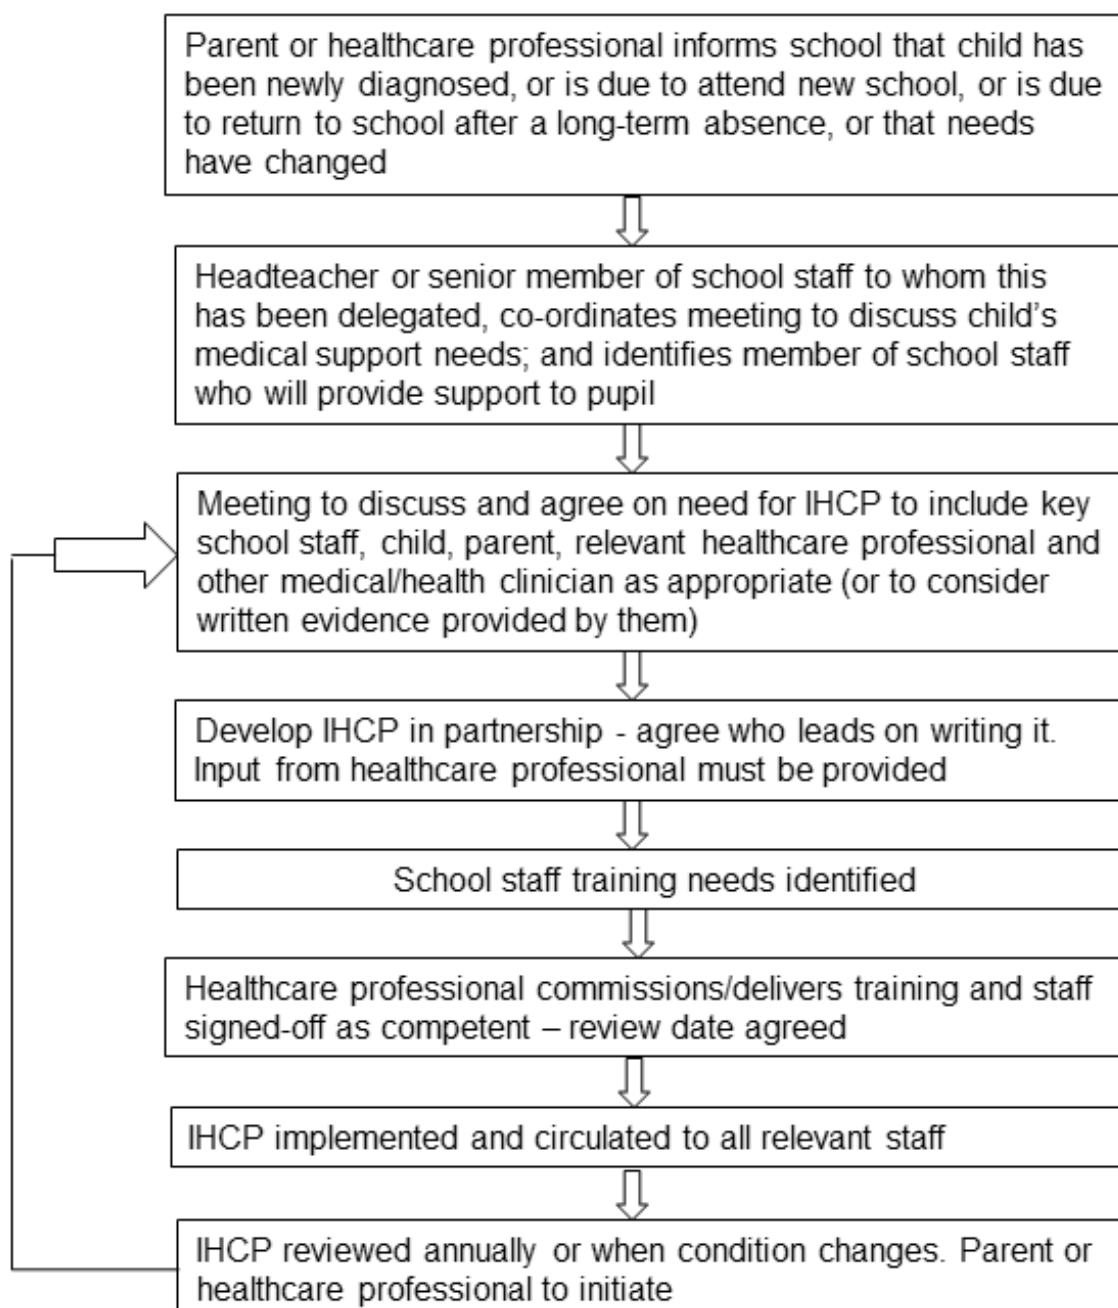 Parent or healthcare professional informs school that child has
been newly diagnosed, or is due to attend new school, or is due
to return to school after a long-term absence, or that needs
have changed
Headteacher or senior member of school staff to whom this
has been delegated, co-ordinates meeting to discuss child's
medical support needs; and identifies member of school staff
who will provide support to pupil
Meeting to discuss and agree on need for IHCP to include key
school staff, child, parent, relevant healthcare professional and
other medical/health clinician as appropriate (or to consider
written evidence provided by them)
Develop IHCP in partnership - agree who leads on writing it.
Input from healthcare professional must be provided
School staff training needs identified
Healthcare professional commissions/delivers training and staff
signed-off as competent – review date agreed
IHCP implemented and circulated to all relevant staff
IHCP reviewed annually or when condition changes. Parent or
healthcare professional to initiate